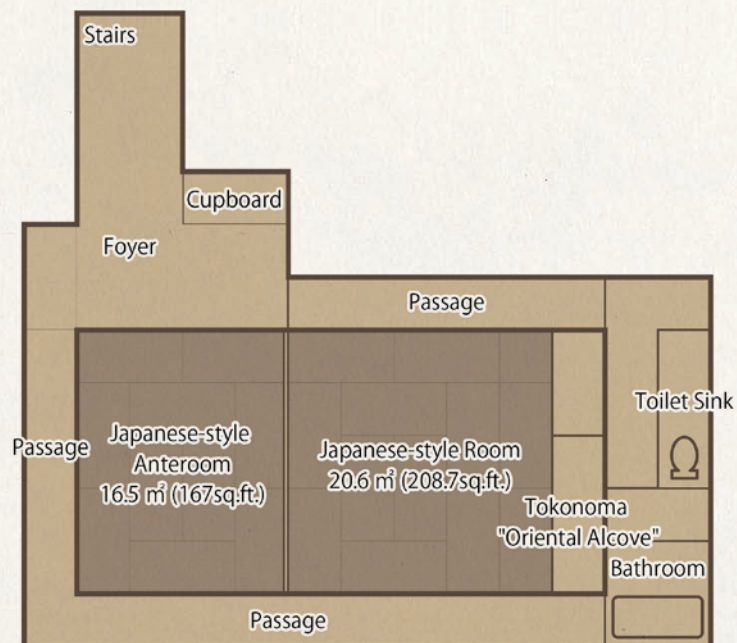 Stairs
Cupboard
Foyer
Passage
Toilet Sink
Passage
Japanese-style
Anteroom
16.5 ㎡ (167sq.ft.)
Japanese-style Room
20.6 ㎡ (208.7sq.ft.)
Tokonoma
"Oriental Alcove"
Bathroom
Passage